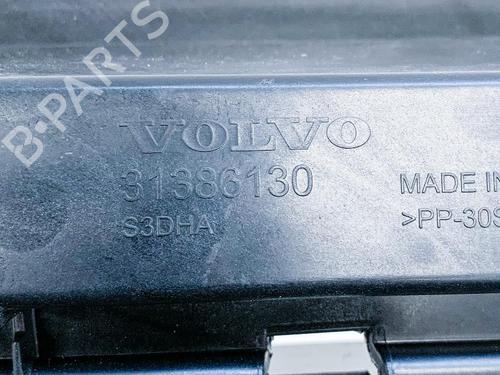 B-PARTS
VOLVO
31386130
S3DHA
MADE IN
>PP-30S